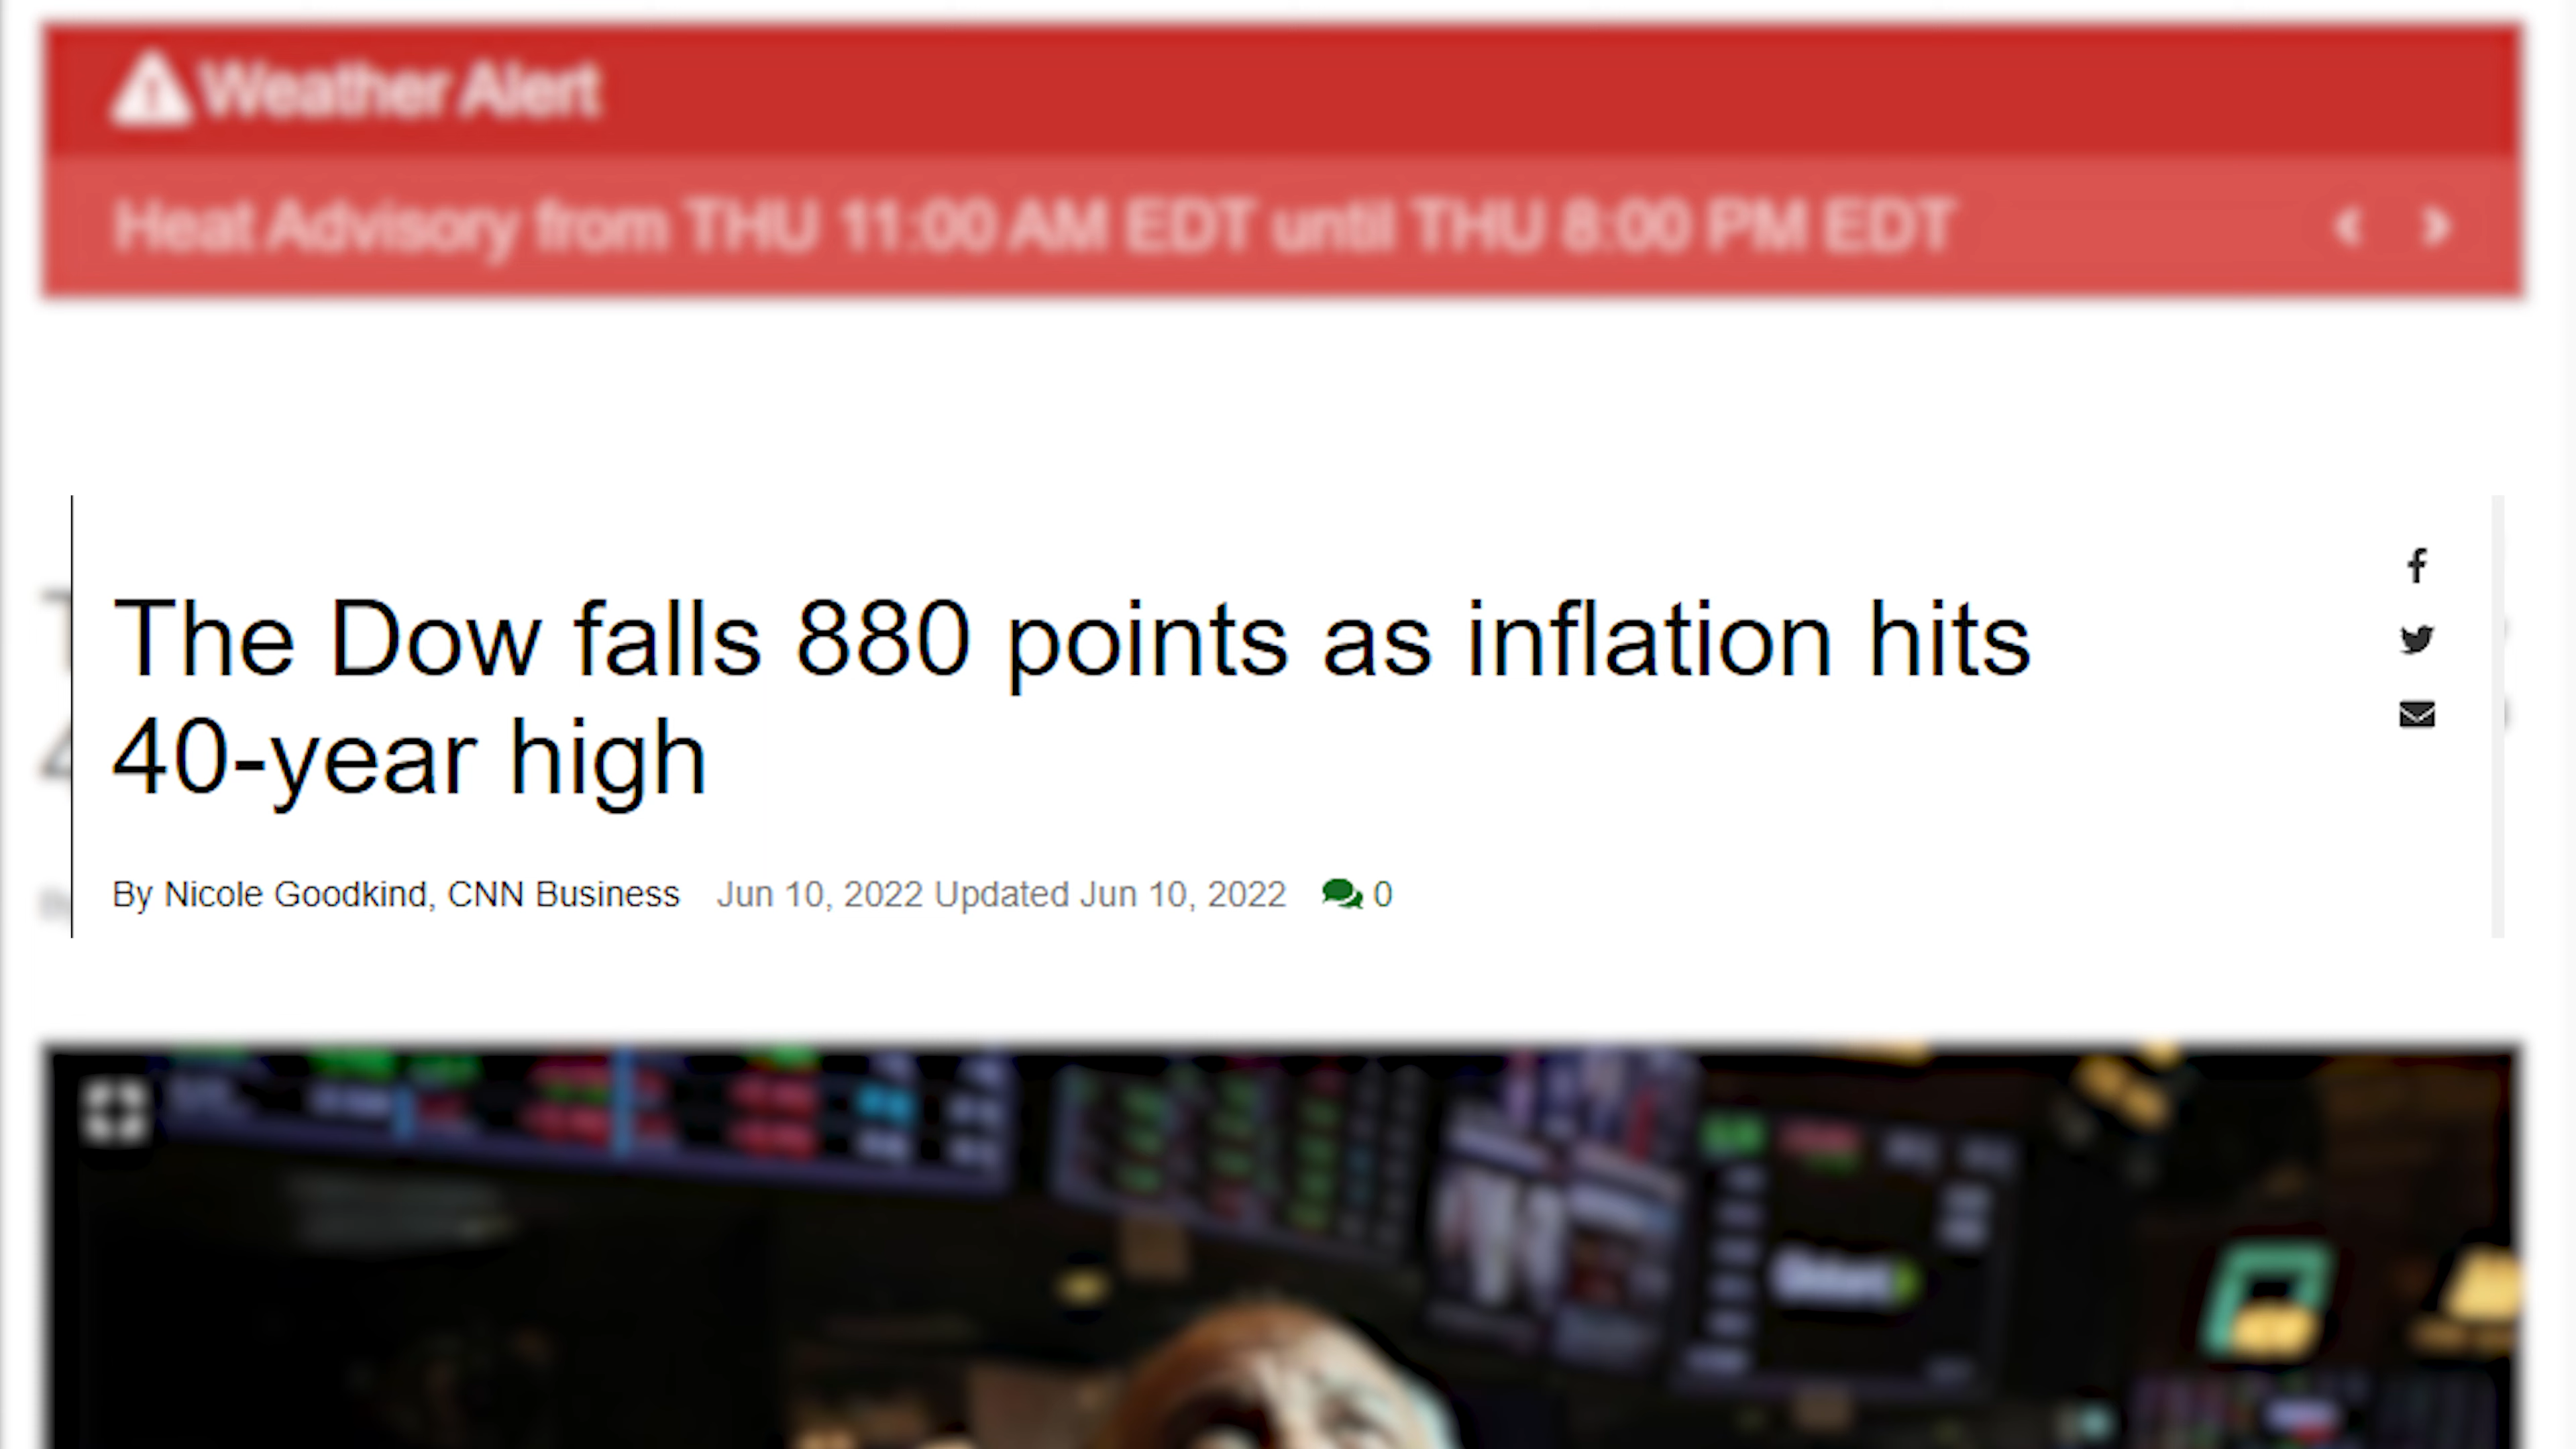 Weather Alert
Heat Advisory from THU 11:00 AM EDT until THU 8:00 PM EDT
The Dow falls 880 points as inflation hits
40-year high
By Nicole Goodkind, CNN Business Jun 10, 2022 Updated Jun 10, 2022 0